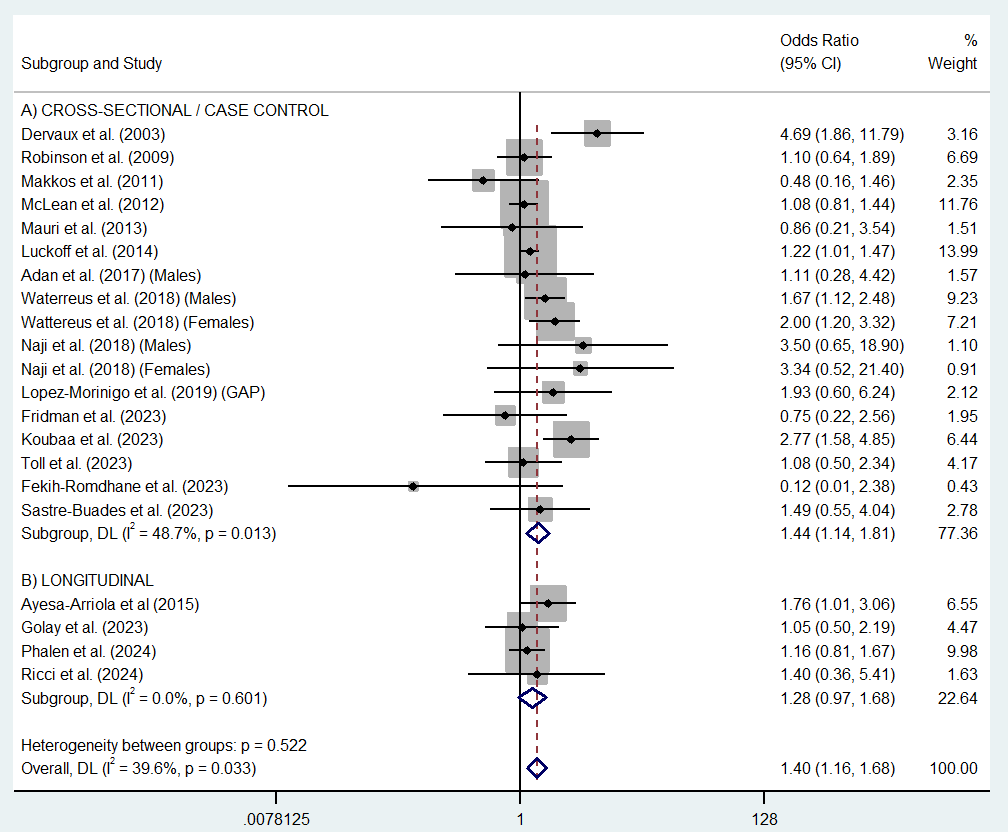 Odds Ratio %
Subgroup and Study (95% CI) Weight
A) CROSS-SECTIONAL / CASE CONTROL
Dervaux et al. (2003) 4.69 (1.86, 11.79) 3.16
Robinson et al. (2009) 1.10 (0.64, 1.89) 6.69
Makkos et al. (2011) 0.48 (0.16, 1.46) 2.35
McLean et al. (2012) 1.08 (0.81, 1.44) 11.76
Mauri et al. (2013) 0.86 (0.21, 3.54) 1.51
Luckoff et al. (2014) 1.22 (1.01, 1.47) 13.99
Adan et al. (2017) (Males) 1.11 (0.28, 4.42) 1.57
Waterreus et al. (2018) (Males) 1.67 (1.12, 2.48) 9.23
Wattereus et al. (2018) (Females) 2.00 (1.20, 3.32) 7.21
Naji et al. (2018) (Males) 3.50 (0.65, 18.90) 1.10
Naji et al. (2018) (Females) 3.34 (0.52, 21.40) 0.91
Lopez-Morinigo et al. (2019) (GAP) 1.93 (0.60, 6.24) 2.12
Fridman et al. (2023) 0.75 (0.22, 2.56) 1.95
Koubaa et al. (2023) 2.77 (1.58, 4.85) 6.44
Toll et al. (2023) 1.08 (0.50, 2.34) 4.17
Fekih-Romdhane et al. (2023) 0.12 (0.01, 2.38) 0.43
Sastre-Buades et al. (2023) 1.49 (0.55, 4.04) 2.78
Subgroup, DL (I² = 48.7%, p = 0.013) 1.44 (1.14, 1.81) 77.36
B) LONGITUDINAL
Ayesa-Arriola et al (2015) 1.76 (1.01, 3.06) 6.55
Golay et al. (2023) 1.05 (0.50, 2.19) 4.47
Phalen et al. (2024) 1.16 (0.81, 1.67) 9.98
Ricci et al. (2024) 1.40 (0.36, 5.41) 1.63
Subgroup, DL (I² = 0.0%, p = 0.601) 1.28 (0.97, 1.68) 22.64
Heterogeneity between groups: p = 0.522
Overall, DL (I² = 39.6%, p = 0.033) 1.40 (1.16, 1.68) 100.00
.0078125 1 128